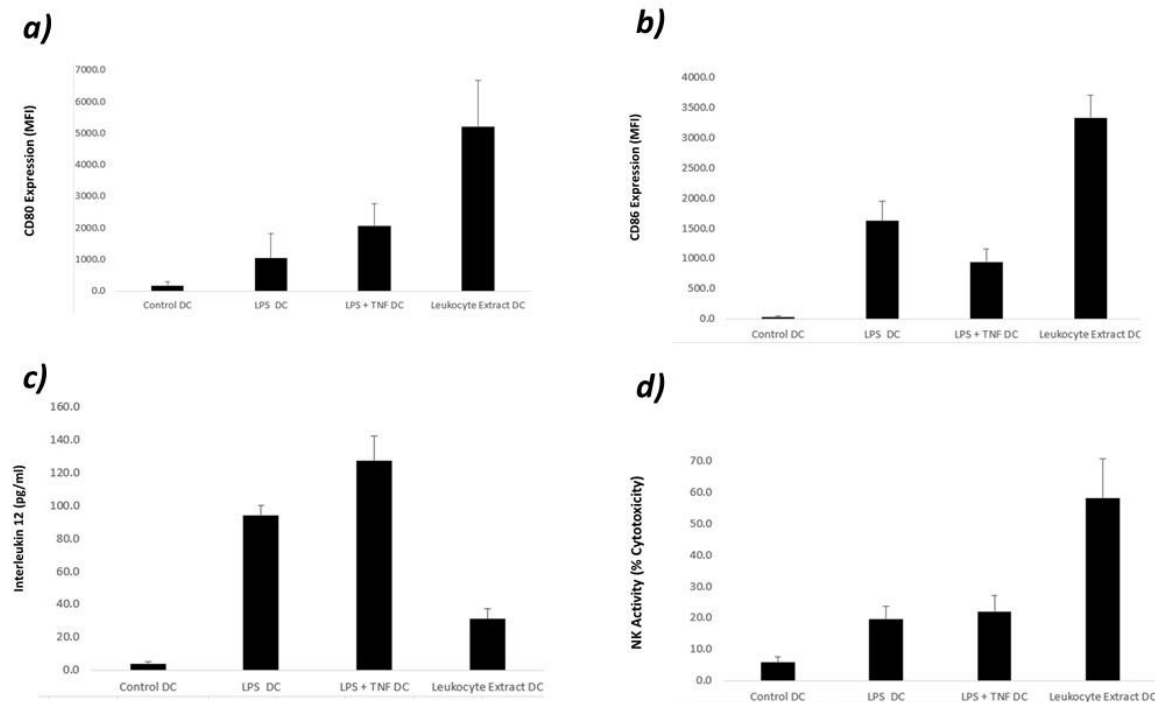 a)
CD80 Expression (MFI)
7000.0
6000.0
5000.0
4000.0
3000.0
2000.0
1000.0
0.0
Control DC LPS DC LPS + TNF DC Leukocyte Extract DC
b)
CD86 Expression (MFI)
4000.0
3500.0
3000.0
2500.0
2000.0
1500.0
1000.0
500.0
0.0
Control DC LPS DC LPS + TNF DC Leukocyte Extract DC
c)
Interleukin 12 (pg/ml)
160.0
140.0
120.0
100.0
80.0
60.0
40.0
20.0
0.0
Control DC LPS DC LPS + TNF DC Leukocyte Extract DC
d)
NK Activity (% Cytotoxicity)
70.0
60.0
50.0
40.0
30.0
20.0
10.0
0.0
Control DC LPS DC LPS + TNF DC Leukocyte Extract DC